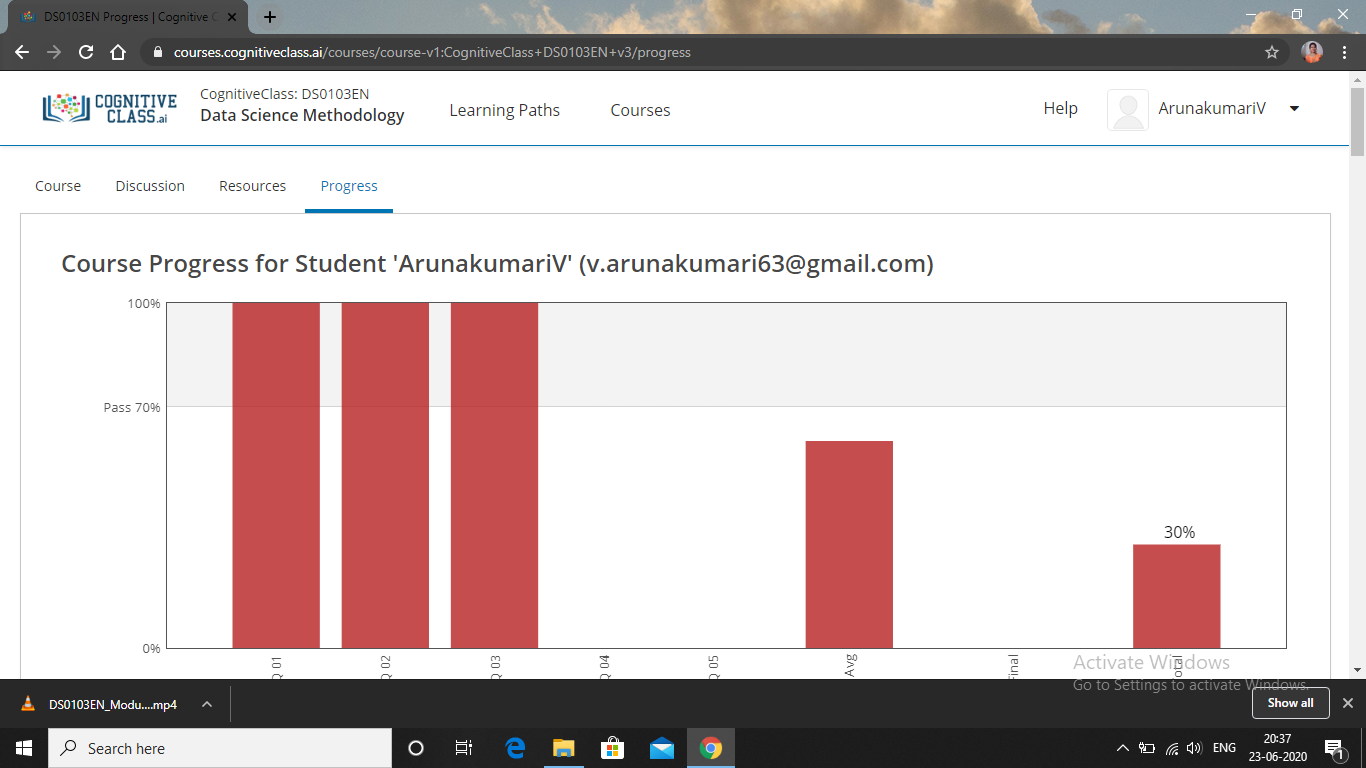 DS0103EN Progress | Cognitive C
courses.cognitiveclass.ai/courses/course-v1:CognitiveClass+DS0103EN+v3/progress
COGNITIVE
CLASS.ai
CognitiveClass: DS0103EN
Data Science Methodology
Learning Paths
Courses
Help
ArunakumariV
Course
Discussion
Resources
Progress
Course Progress for Student 'ArunakumariV' (v.arunakumari63@gmail.com)
100%
Pass 70%
0%
30%
Q 01
Q 02
Q 03
Q 04
Q 05
Avg
Final
Total
Activate Windows
Go to Settings to activate Windows.
DS0103EN_Modu....mp4
Show all
Search here
ENG
20:37
23-06-2020
1